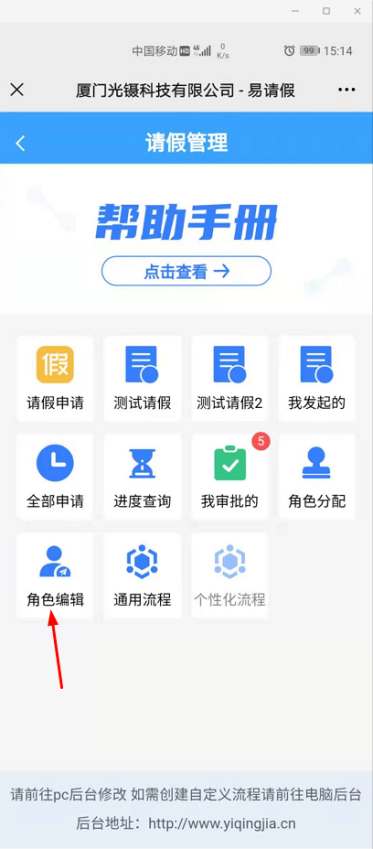 中国移动 HD 4G 0 K/s 99 15:14
厦门光镊科技有限公司 - 易请假
请假管理
帮助手册
点击查看
假
请假申请 测试请假 测试请假2 我发起的
5
全部申请 进度查询 我审批的 角色分配
角色编辑 通用流程 个性化流程
请前往pc后台修改 如需创建自定义流程请前往电脑后台
后台地址：http://www.yiqingjia.cn